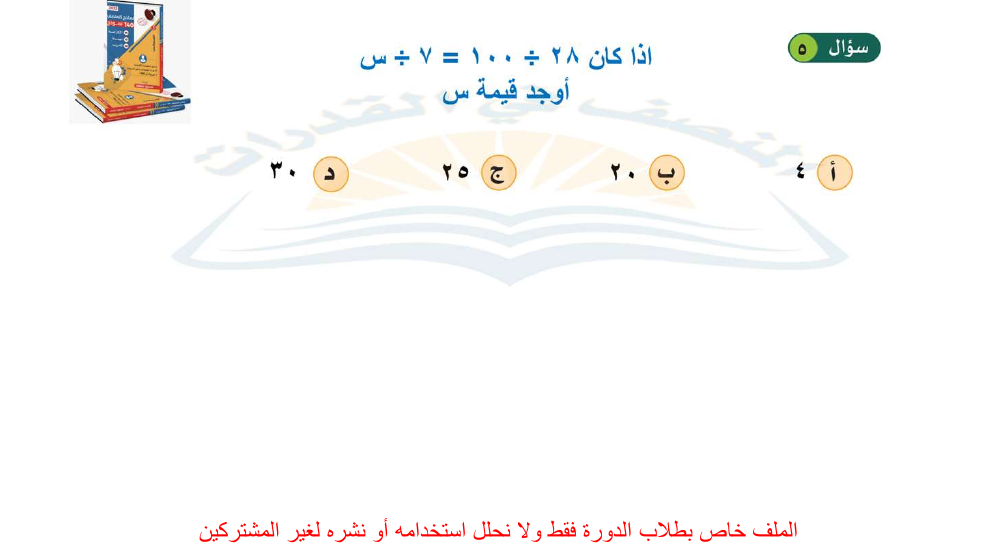 سؤال ٥
اذا كان ٢٨ ÷ ١٠٠ = ٧ ÷ س
أوجد قيمة س
أ ٤
ب ٢٠
ج ٢٥
د ٣٠
الملف خاص بطلاب الدورة فقط ولا نحلل استخدامه أو نشره لغير المشتركين